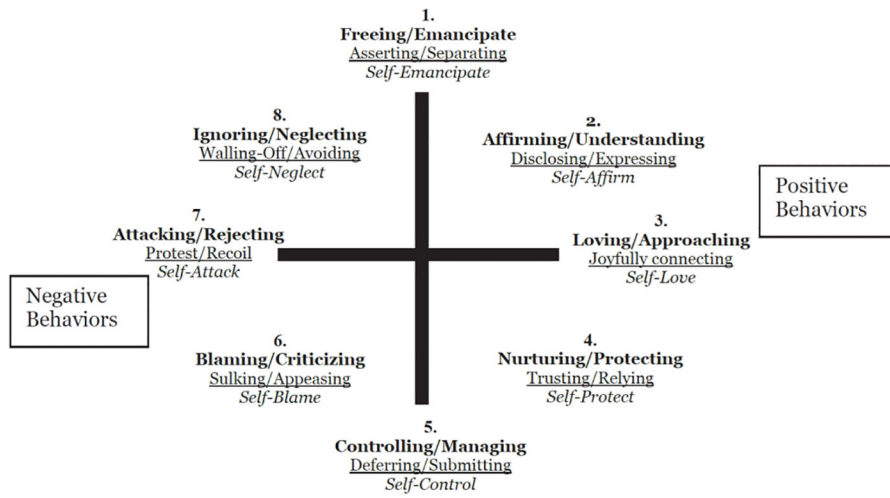 1.
Freeing/Emancipate
Asserting/Separating
Self-Emancipate
8.
Ignoring/Neglecting
Walling-Off/Avoiding
Self-Neglect
2.
Affirming/Understanding
Disclosing/Expressing
Self-Affirm
Positive
Behaviors
7.
Attacking/Rejecting
Protest/Recoil
Self-Attack
3.
Loving/Approaching
Joyfully connecting
Self-Love
Negative
Behaviors
6.
Blaming/Criticizing
Sulking/Appeasing
Self-Blame
4.
Nurturing/Protecting
Trusting/Relying
Self-Protect
5.
Controlling/Managing
Deferring/Submitting
Self-Control